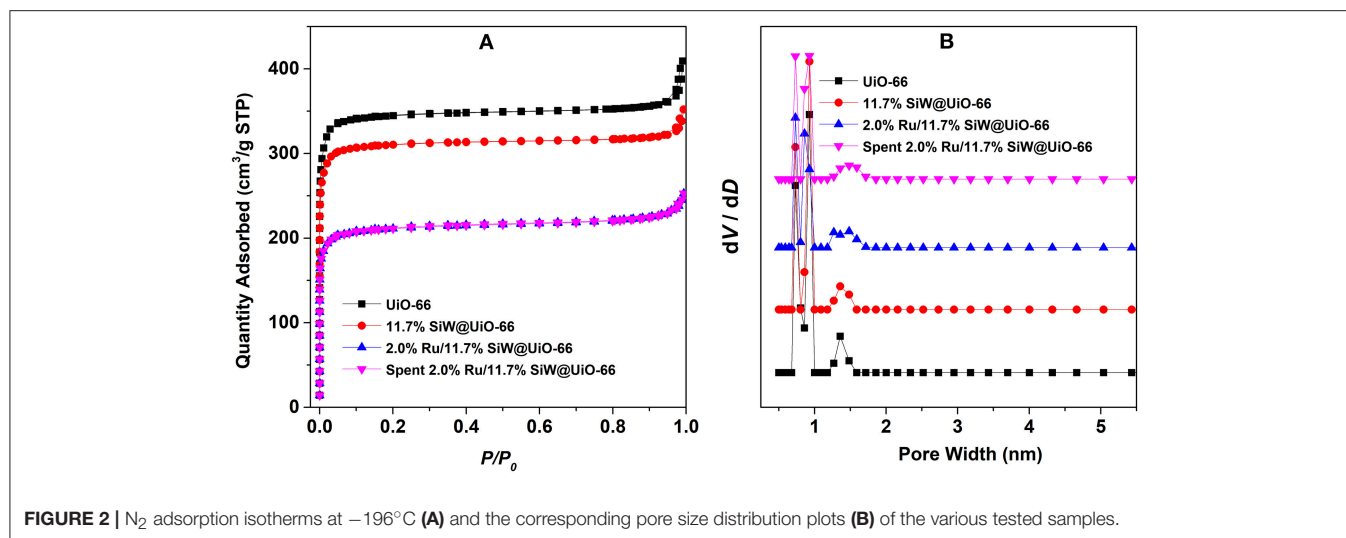 A
Quantity Adsorbed (cm³/g STP)
400
300
200
100
0
UiO-66
11.7% SiW@UiO-66
2.0% Ru/11.7% SiW@UiO-66
Spent 2.0% Ru/11.7% SiW@UiO-66
0.0 0.2 0.4 0.6 0.8 1.0
P/P₀
B
dV / dD
UiO-66
11.7% SiW@UiO-66
2.0% Ru/11.7% SiW@UiO-66
Spent 2.0% Ru/11.7% SiW@UiO-66
1 2 3 4 5
Pore Width (nm)
FIGURE 2 | N₂ adsorption isotherms at −196°C (A) and the corresponding pore size distribution plots (B) of the various tested samples.